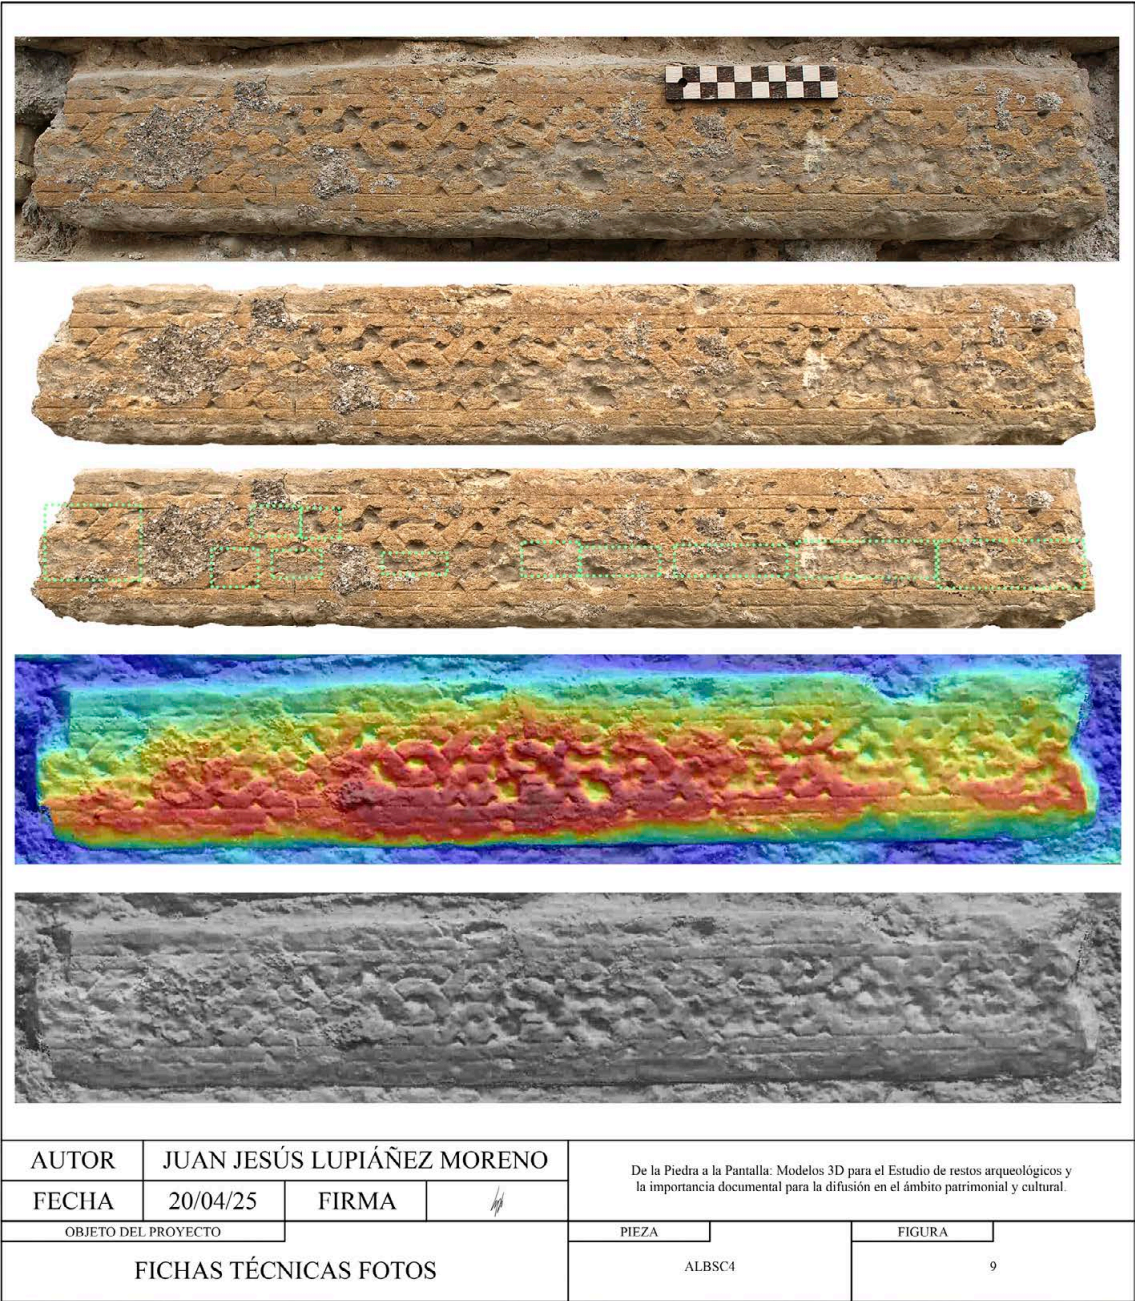 AUTOR
JUAN JESÚS LUPIÁÑEZ MORENO
FECHA
20/04/25
FIRMA
De la Piedra a la Pantalla: Modelos 3D para el Estudio de restos arqueológicos y
la importancia documental para la difusión en el ámbito patrimonial y cultural.
OBJETO DEL PROYECTO
FICHAS TÉCNICAS FOTOS
PIEZA
ALBSC4
FIGURA
9